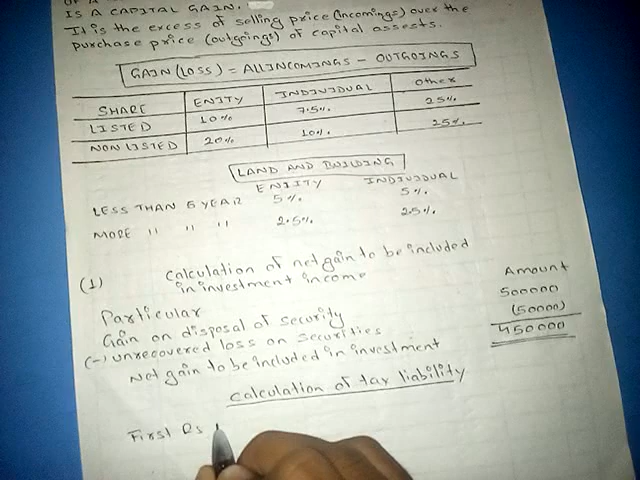 IS A CAPITAL GAIN.
It is the excess of selling price (Incomings) over the
purchase price (outgoings) of capital assests.
GAIN (LOSS) = ALL INCOMINGS - OUTGOINGS
SHARE ENITY INDIVIDUAL Other
LISTED 10% 7.5% 25%
NON LISTED 20% 10% 25%
LAND AND BUILDING
ENITY INDIVIDUAL
LESS THAN 5 YEAR 5% 5%
MORE " " " 2.5% 2.5%
(1) Calculation of net gain to be included
in investment income
Particular Amount
Gain on disposal of security 500000
(-) unrecovered loss on securities (50000)
Net gain to be included in investment 450000
Calculation of tax liability
First Rs